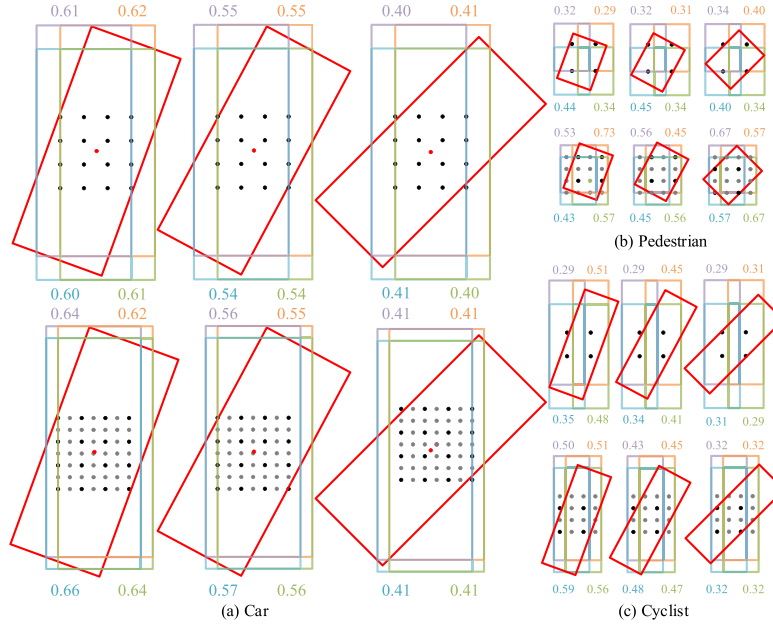 0.61 0.62 0.55 0.55 0.40 0.41
0.60 0.61 0.54 0.54 0.41 0.40
0.64 0.62 0.56 0.55 0.41 0.41
0.66 0.64 0.57 0.56 0.41 0.41
(a) Car
0.32 0.29 0.32 0.31 0.34 0.40
0.44 0.34 0.45 0.34 0.40 0.34
0.53 0.73 0.56 0.45 0.67 0.57
0.43 0.57 0.45 0.56 0.57 0.67
(b) Pedestrian
0.29 0.51 0.29 0.45 0.29 0.31
0.35 0.48 0.34 0.41 0.31 0.29
0.50 0.51 0.43 0.45 0.32 0.32
0.59 0.56 0.48 0.47 0.32 0.32
(c) Cyclist